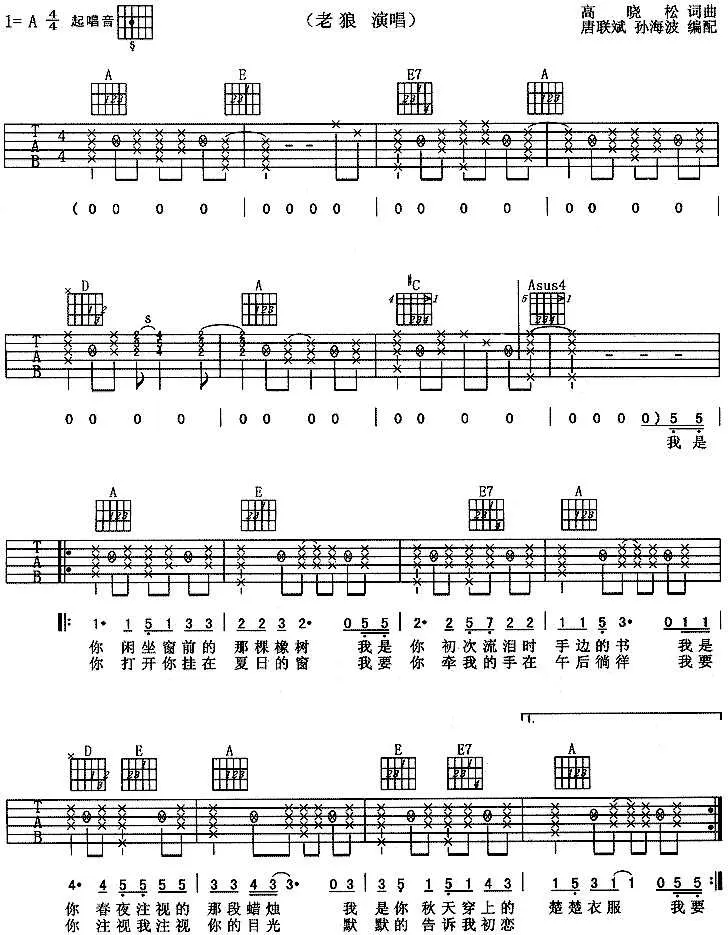 1=A 4/4 起唱音 （老狼 演唱） 高 晓 松 词曲
5 唐联斌 孙海波 编配
A E E7 A
T A B 4 4
(0 0 0 0 | 0 0 0 0 | 0 0 0 0 | 0 0 0 0 |
D A #C Asus4
T A B
0 0 0 0 | 0 0 0 0 | 0 0 0 0 | 0 0 0 0) 5 5 |
我 是
A E E7 A
T A B
‖: 1· 1 5 1 3 3 | 2 2 3 2· 0 5 5 | 2· 2 5 7 2 2 | 1 1 5 3· 0 1 1 |
你 闲 坐 窗 前 的 那 棵 橡 树 我 是 你 初 次 流 泪 时 手 边 的 书 我 是
你 打 开 你 挂 在 夏 日 的 窗 我 要 你 牵 我 的 手 在 午 后 徜 徉 我 要
1.
D E A E E7 A
T A B
4· 4 5 5 5 5 | 3 3 4 3 3· 0 3 | 3 5 1 5 4 3 | 5 5 3 1 1 0 1 1 :‖
你 春 夜 注 视 的 那 段 蜡 烛 我 是 你 秋 天 穿 上 的 楚 楚 衣 服 我 要
你 注 视 我 注 视 你 的 目 光 默 默 的 告 诉 我 初 恋